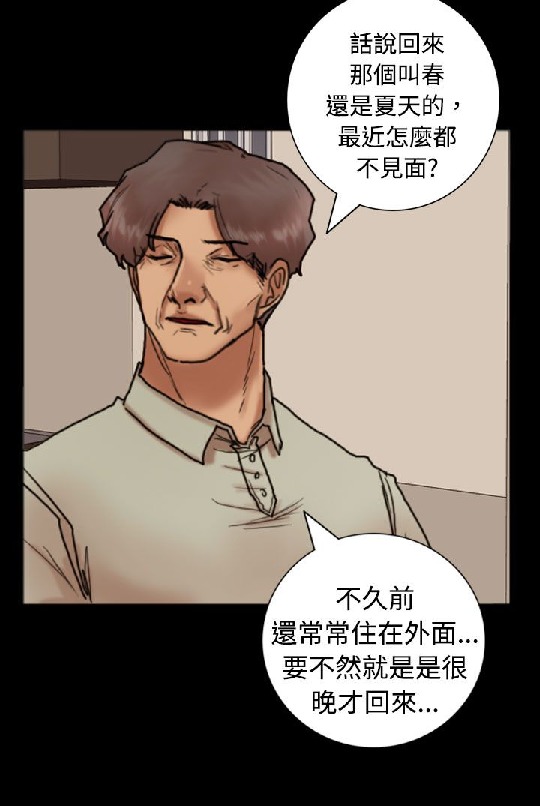 話說回來
那個叫春
還是夏天的，
最近怎麼都
不見面?
不久前
還常常住在外面...
要不然就是是很
晚才回來...